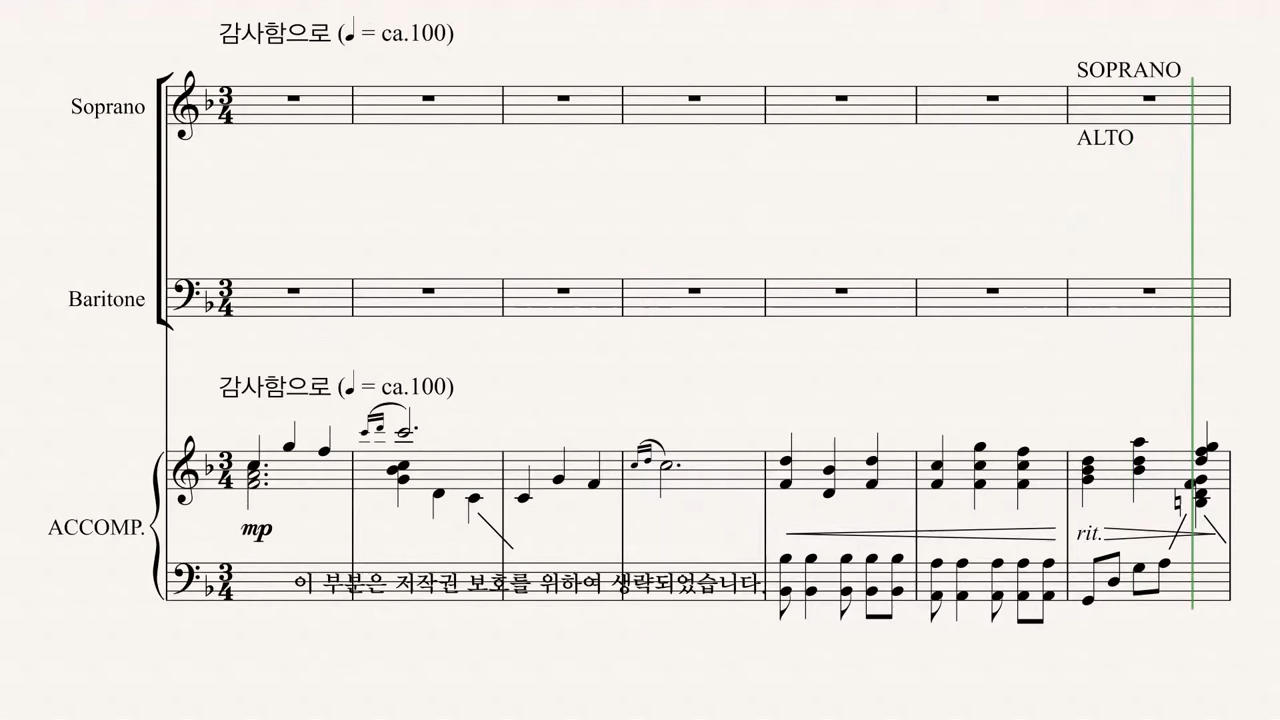 감사함으로 (♩ = ca.100)
SOPRANO
Soprano
ALTO
Baritone
감사함으로 (♩ = ca.100)
mp
ACCOMP.
rit.
이 부분은 저작권 보호를 위하여 생략되었습니다.